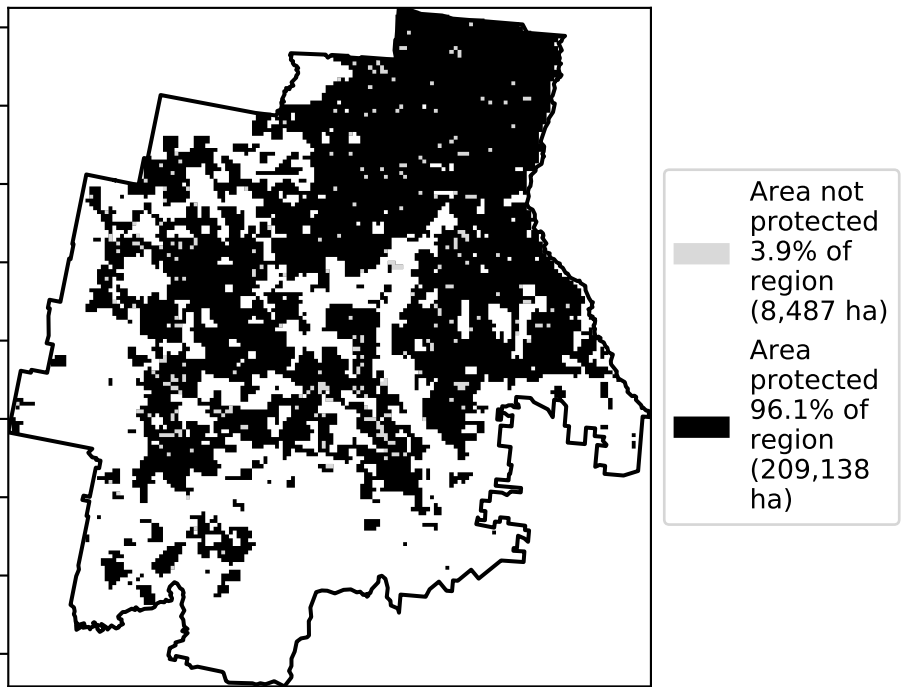 Area not
protected
3.9% of
region
(8,487 ha)
Area
protected
96.1% of
region
(209,138
ha)